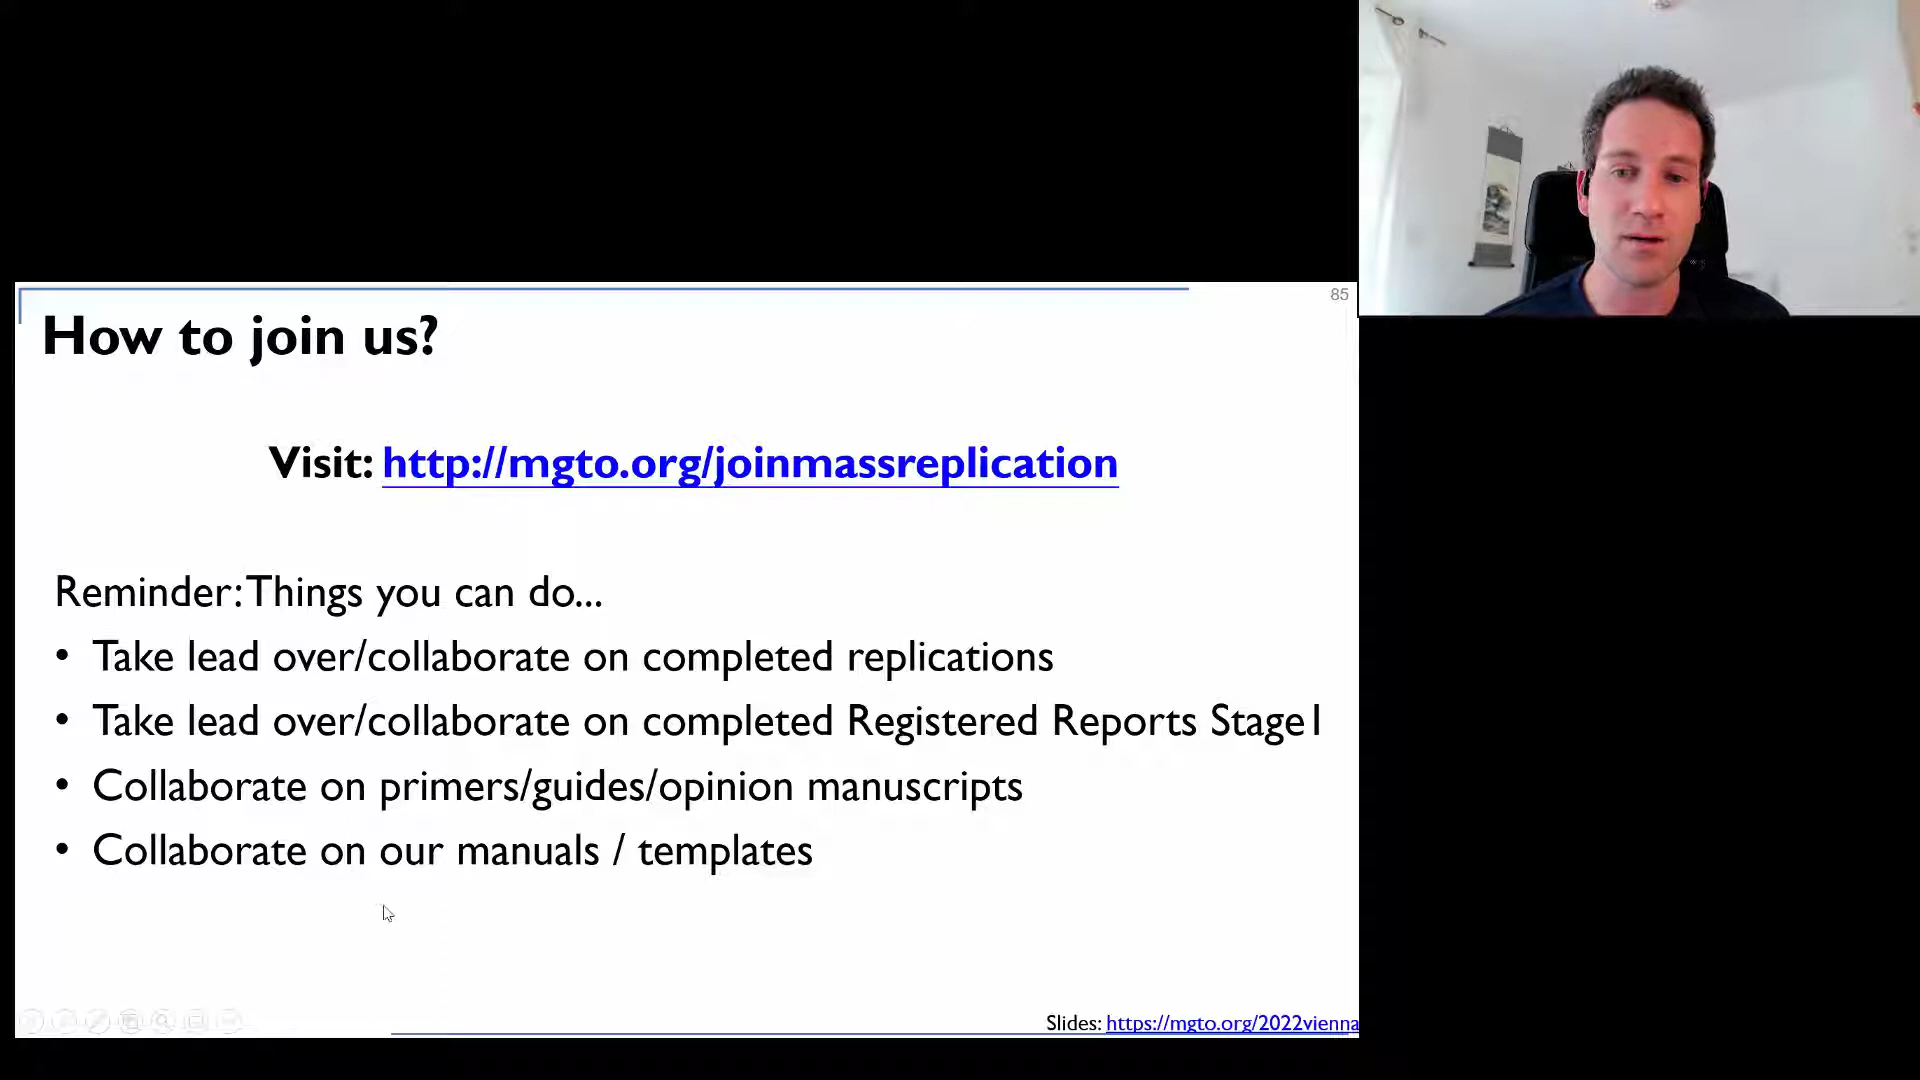 85
How to join us?
Visit: http://mgto.org/joinmassreplication
Reminder: Things you can do...
• Take lead over/collaborate on completed replications
• Take lead over/collaborate on completed Registered Reports Stage1
• Collaborate on primers/guides/opinion manuscripts
• Collaborate on our manuals / templates
Slides: https://mgto.org/2022vienna